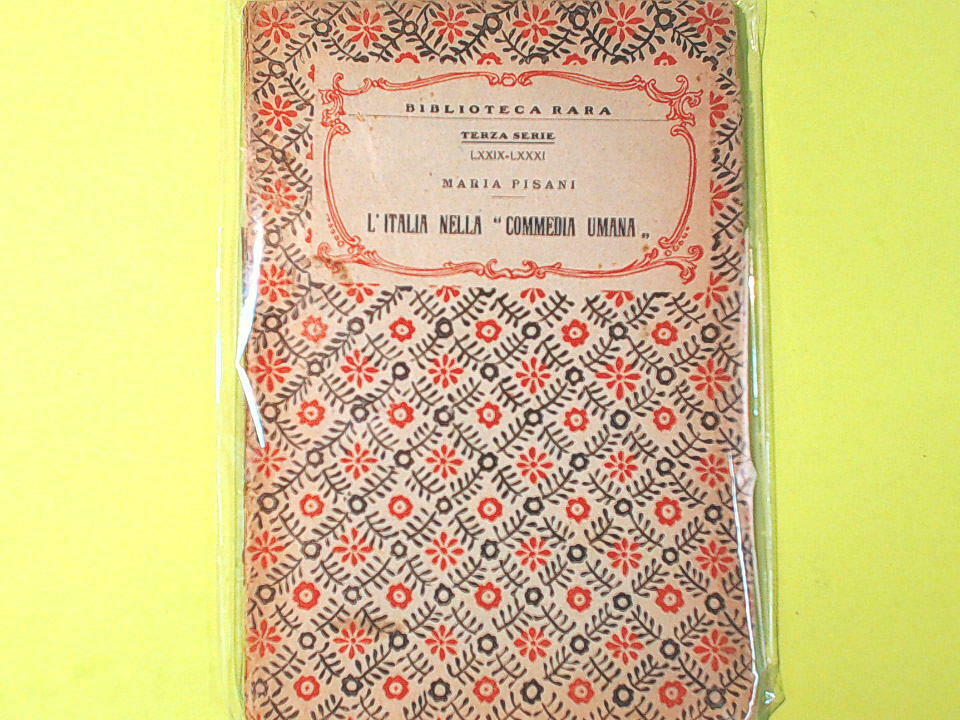 BIBLIOTECA RARA
TERZA SERIE
LXXIX-LXXXI
MARIA PISANI
L'ITALIA NELLA “ COMMEDIA UMANA „